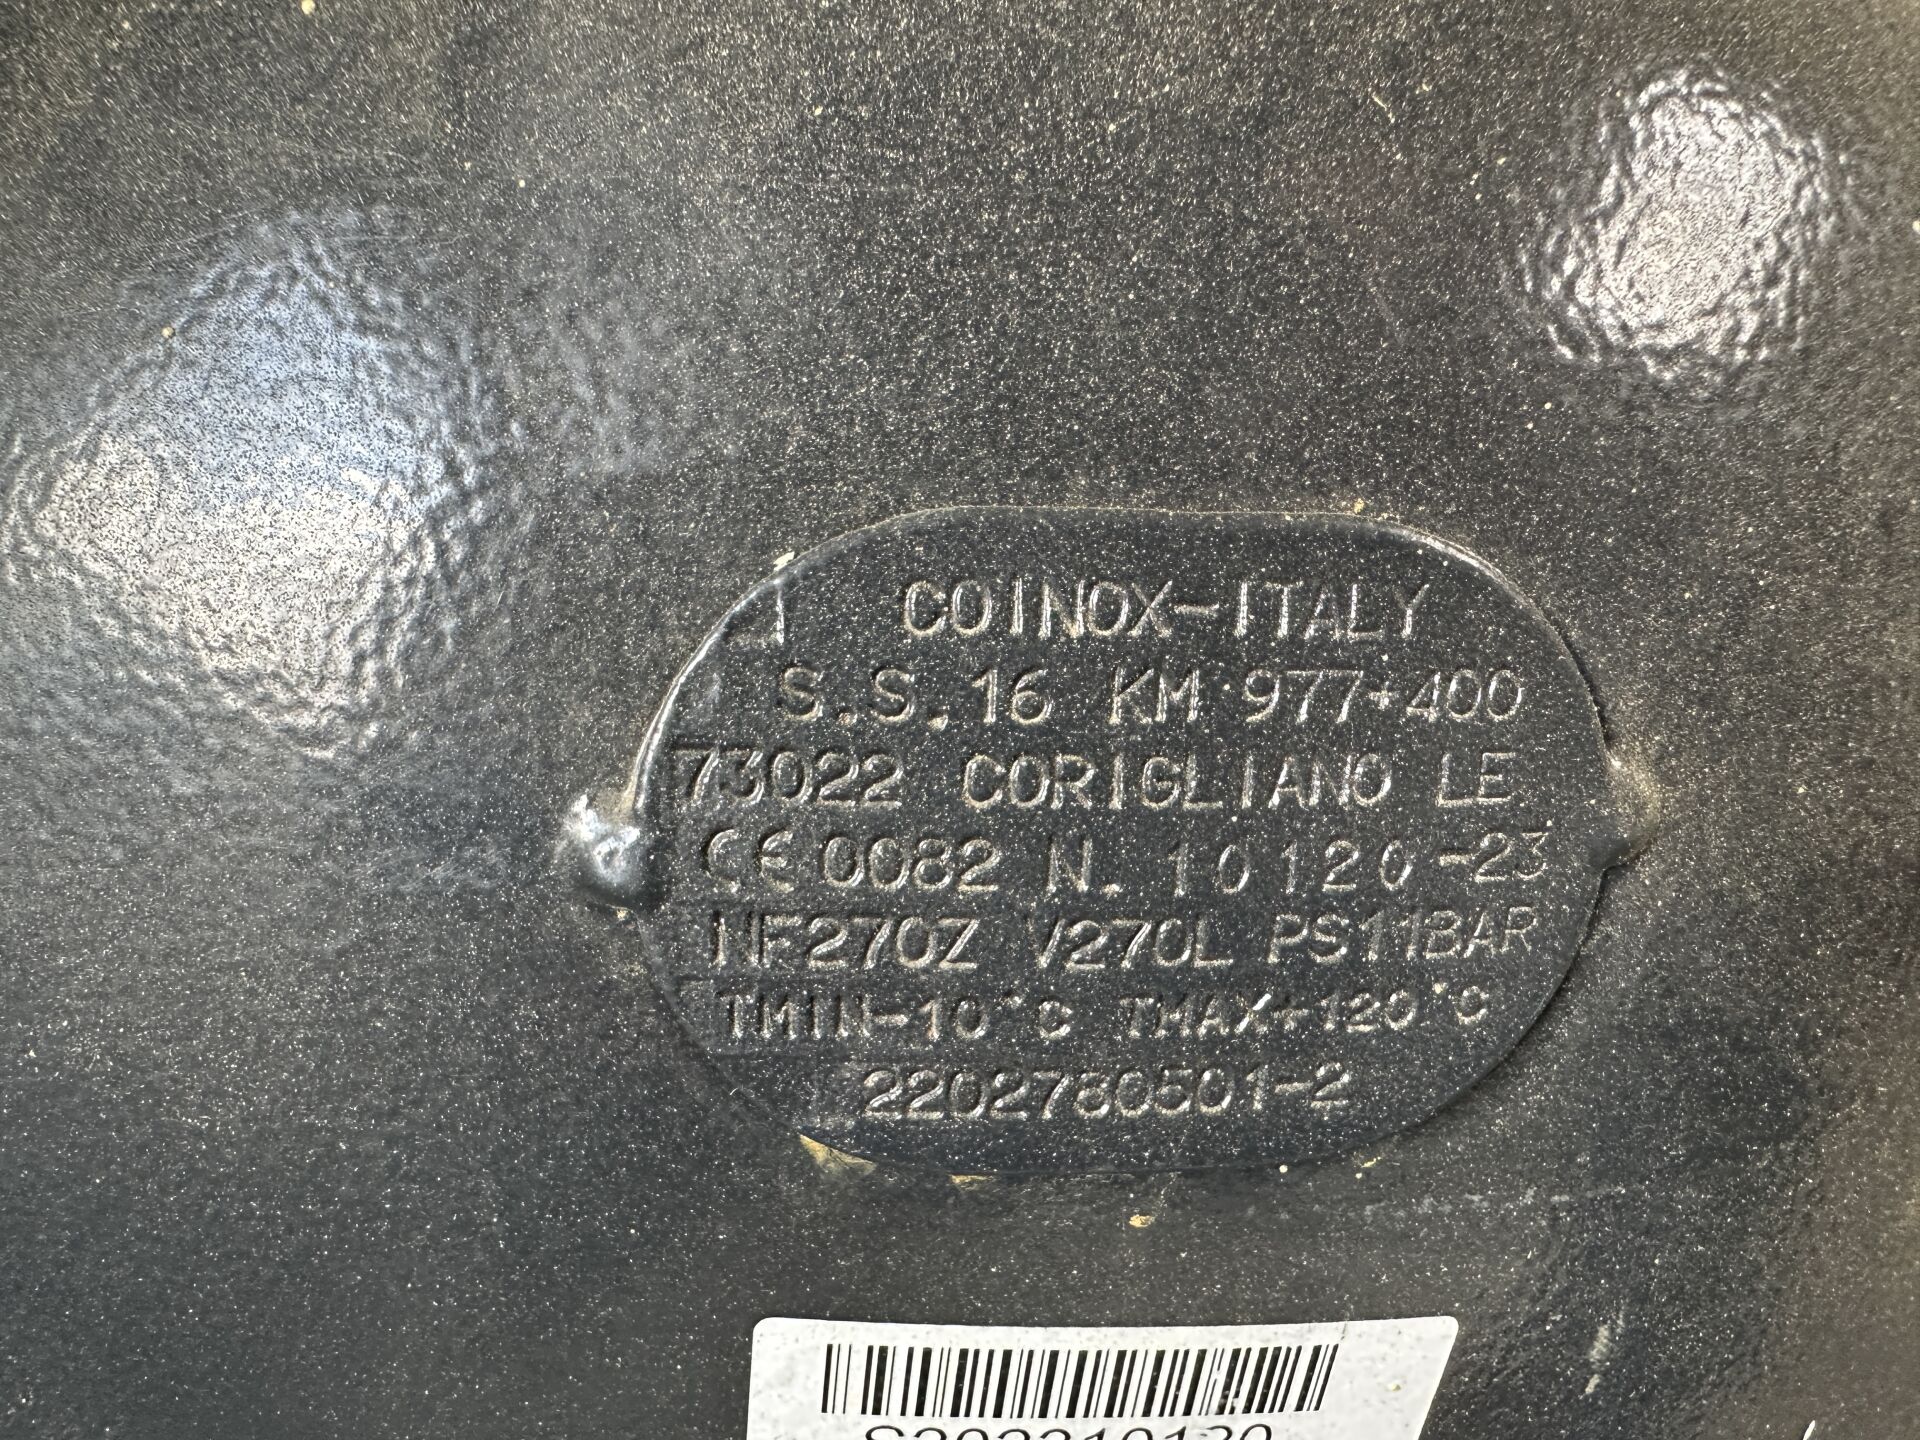 COINOX-ITALY
S.S.16 KM 977+400
73022 CORIGLIANO LE
CE 0082 N. 10120-23
NF270Z V270L PS11BAR
TMIN-10°C TMAX+120°C
2202780501-2